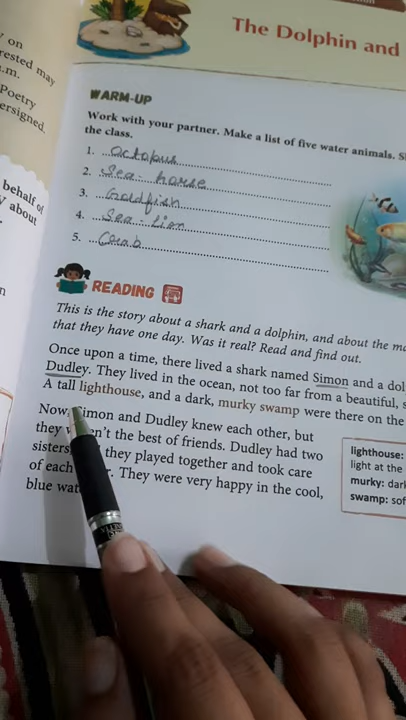 y on
rested may
a.m.
Poetry
ersigned.
behalf of
y about
The Dolphin and
WARM-UP
Work with your partner. Make a list of five water animals. S
the class.
1. Octopus
2. Sea-horse
3. Goldfish
4. Sea-lion
5. Corab
READING
This is the story about a shark and a dolphin, and about the m
that they have one day. Was it real? Read and find out.
Once upon a time, there lived a shark named Simon and a dol
Dudley. They lived in the ocean, not too far from a beautiful, s
A tall lighthouse, and a dark, murky swamp were there on the
Now, Simon and Dudley knew each other, but
they n't the best of friends. Dudley had two
sisters, they played together and took care
of each . They were very happy in the cool,
blue wat
lighthouse:
light at the
murky: dark
swamp: sof